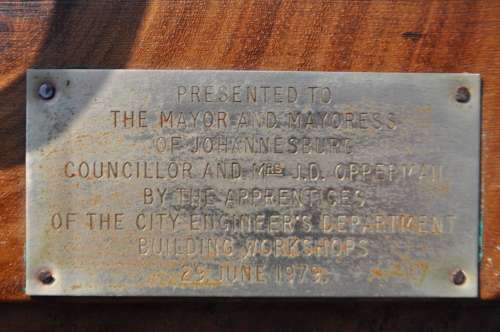 PRESENTED TO
THE MAYOR AND MAYORESS
OF JOHANNESBURG
COUNCILLOR AND MRS J.D. OPPERMAN
BY THE APPRENTICES
OF THE CITY ENGINEER'S DEPARTMENT
BUILDING WORKSHOPS
29 JUNE 1979